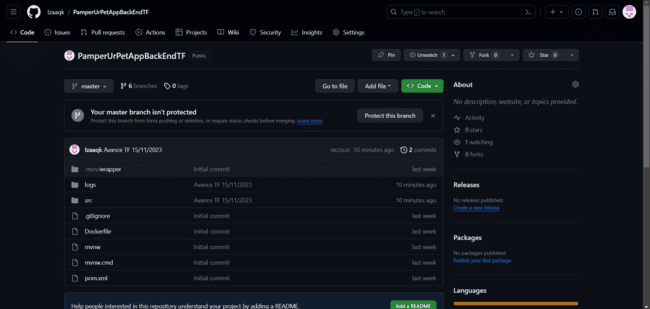 Izaaqk / PamperUrPetAppBackEndTF
Type / to search
Code Issues Pull requests Actions Projects Wiki Security Insights Settings
PamperUrPetAppBackEndTF Public
Pin Unwatch 1 Fork 0 Star 0
master 6 branches 0 tags Go to file Add file Code
Your master branch isn't protected
Protect this branch from force pushing or deletion, or require status checks before merging. Learn more
Protect this branch
Izaaqk Avance TF 15/11/2023 10 minutes ago 2 commits
.mvn/wrapper Initial commit last week
logs Avance TF 15/11/2023 10 minutes ago
src Avance TF 15/11/2023 10 minutes ago
.gitignore Initial commit last week
Dockerfile Initial commit last week
mvnw Initial commit last week
mvnw.cmd Initial commit last week
pom.xml Initial commit last week
Help people interested in this repository understand your project by adding a README. Add a README
About
No description, website, or topics provided.
Activity
0 stars
1 watching
0 forks
Releases
No releases published
Create a new release
Packages
No packages published
Publish your first package
Languages